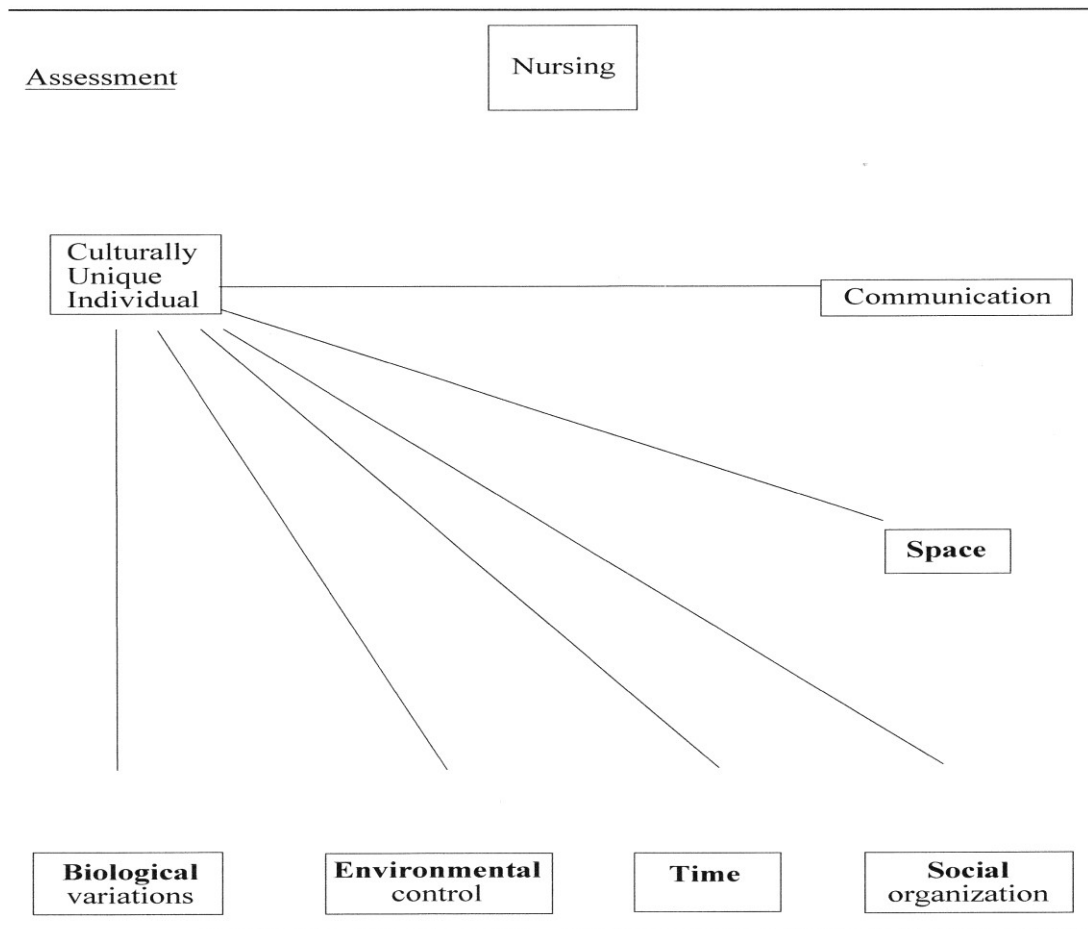 Nursing
Assessment
Culturally
Unique
Individual
Communication
Space
Biological
variations
Environmental
control
Time
Social
organization